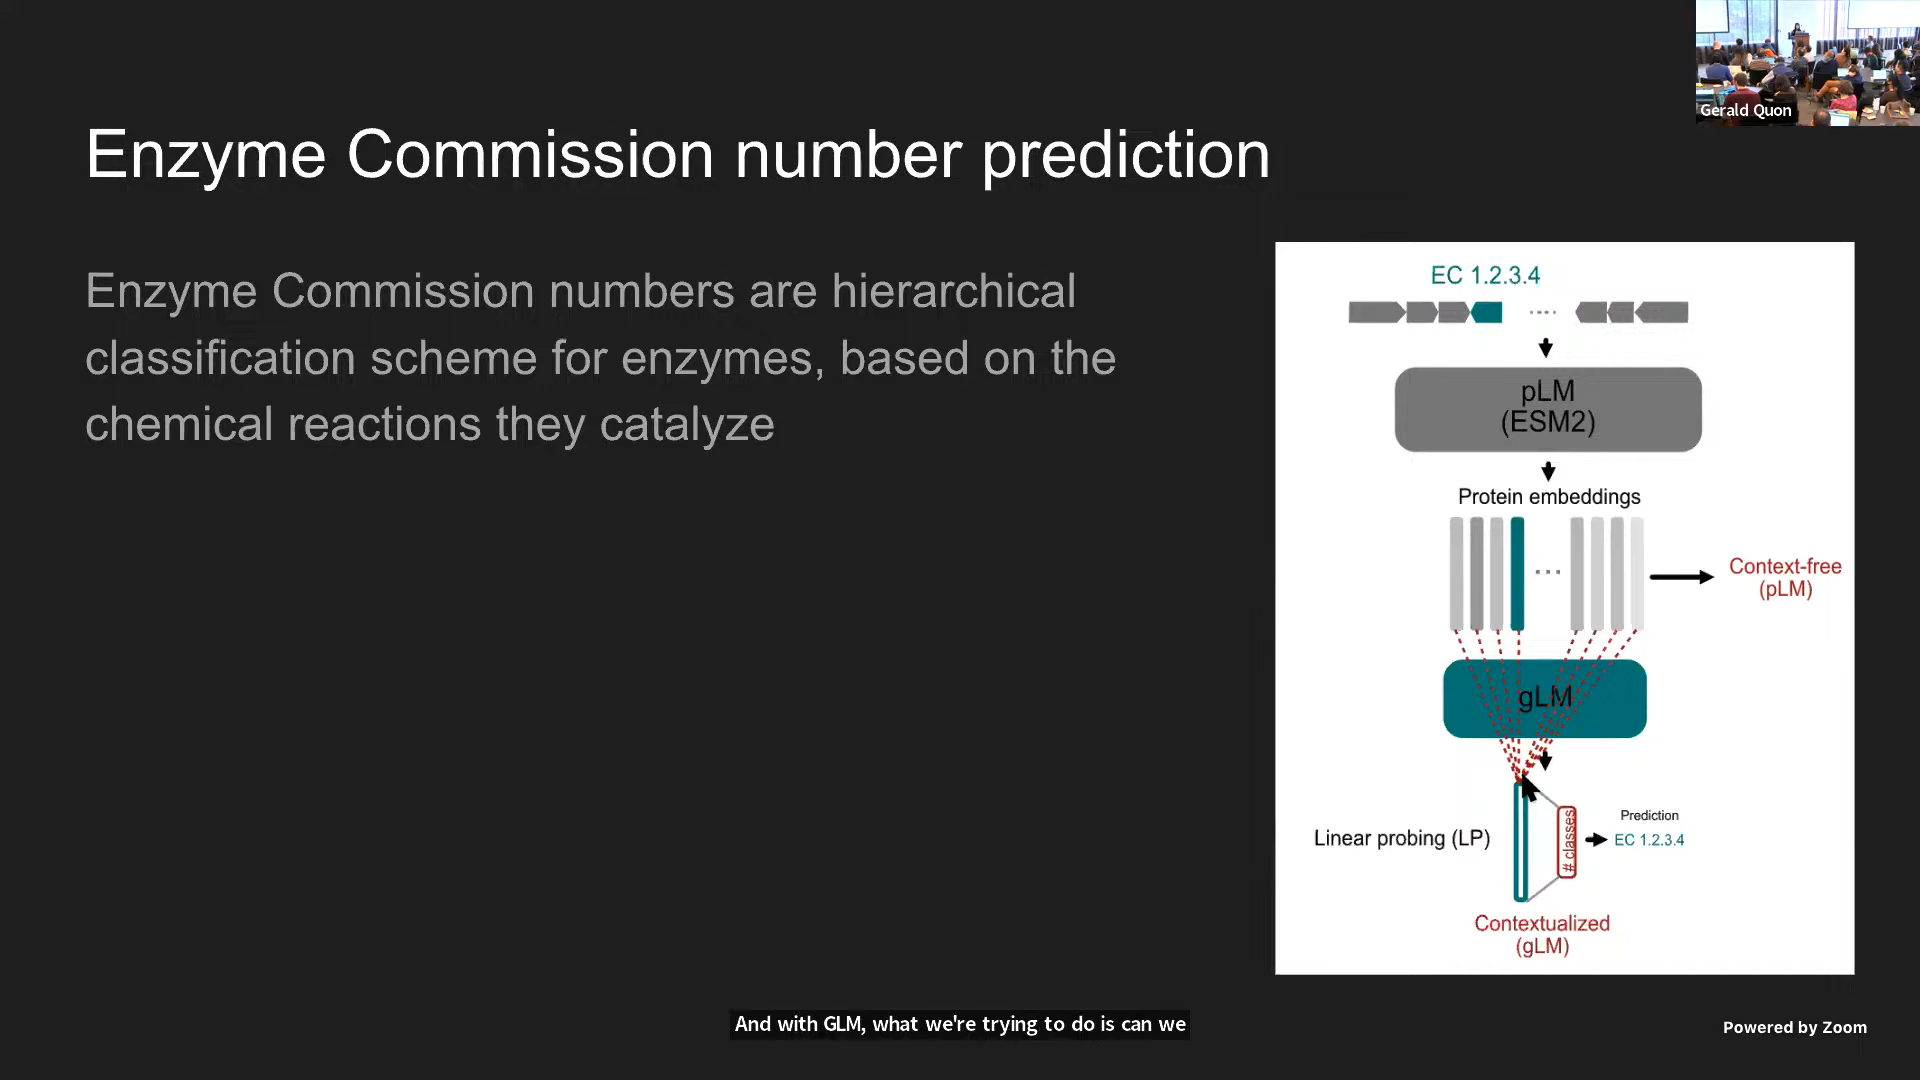 Gerald Quon
Enzyme Commission number prediction
Enzyme Commission numbers are hierarchical
classification scheme for enzymes, based on the
chemical reactions they catalyze
EC 1.2.3.4
pLM
(ESM2)
Protein embeddings
Context-free
(pLM)
gLM
Linear probing (LP)
# classes
Prediction
EC 1.2.3.4
Contextualized
(gLM)
And with GLM, what we're trying to do is can we
Powered by Zoom